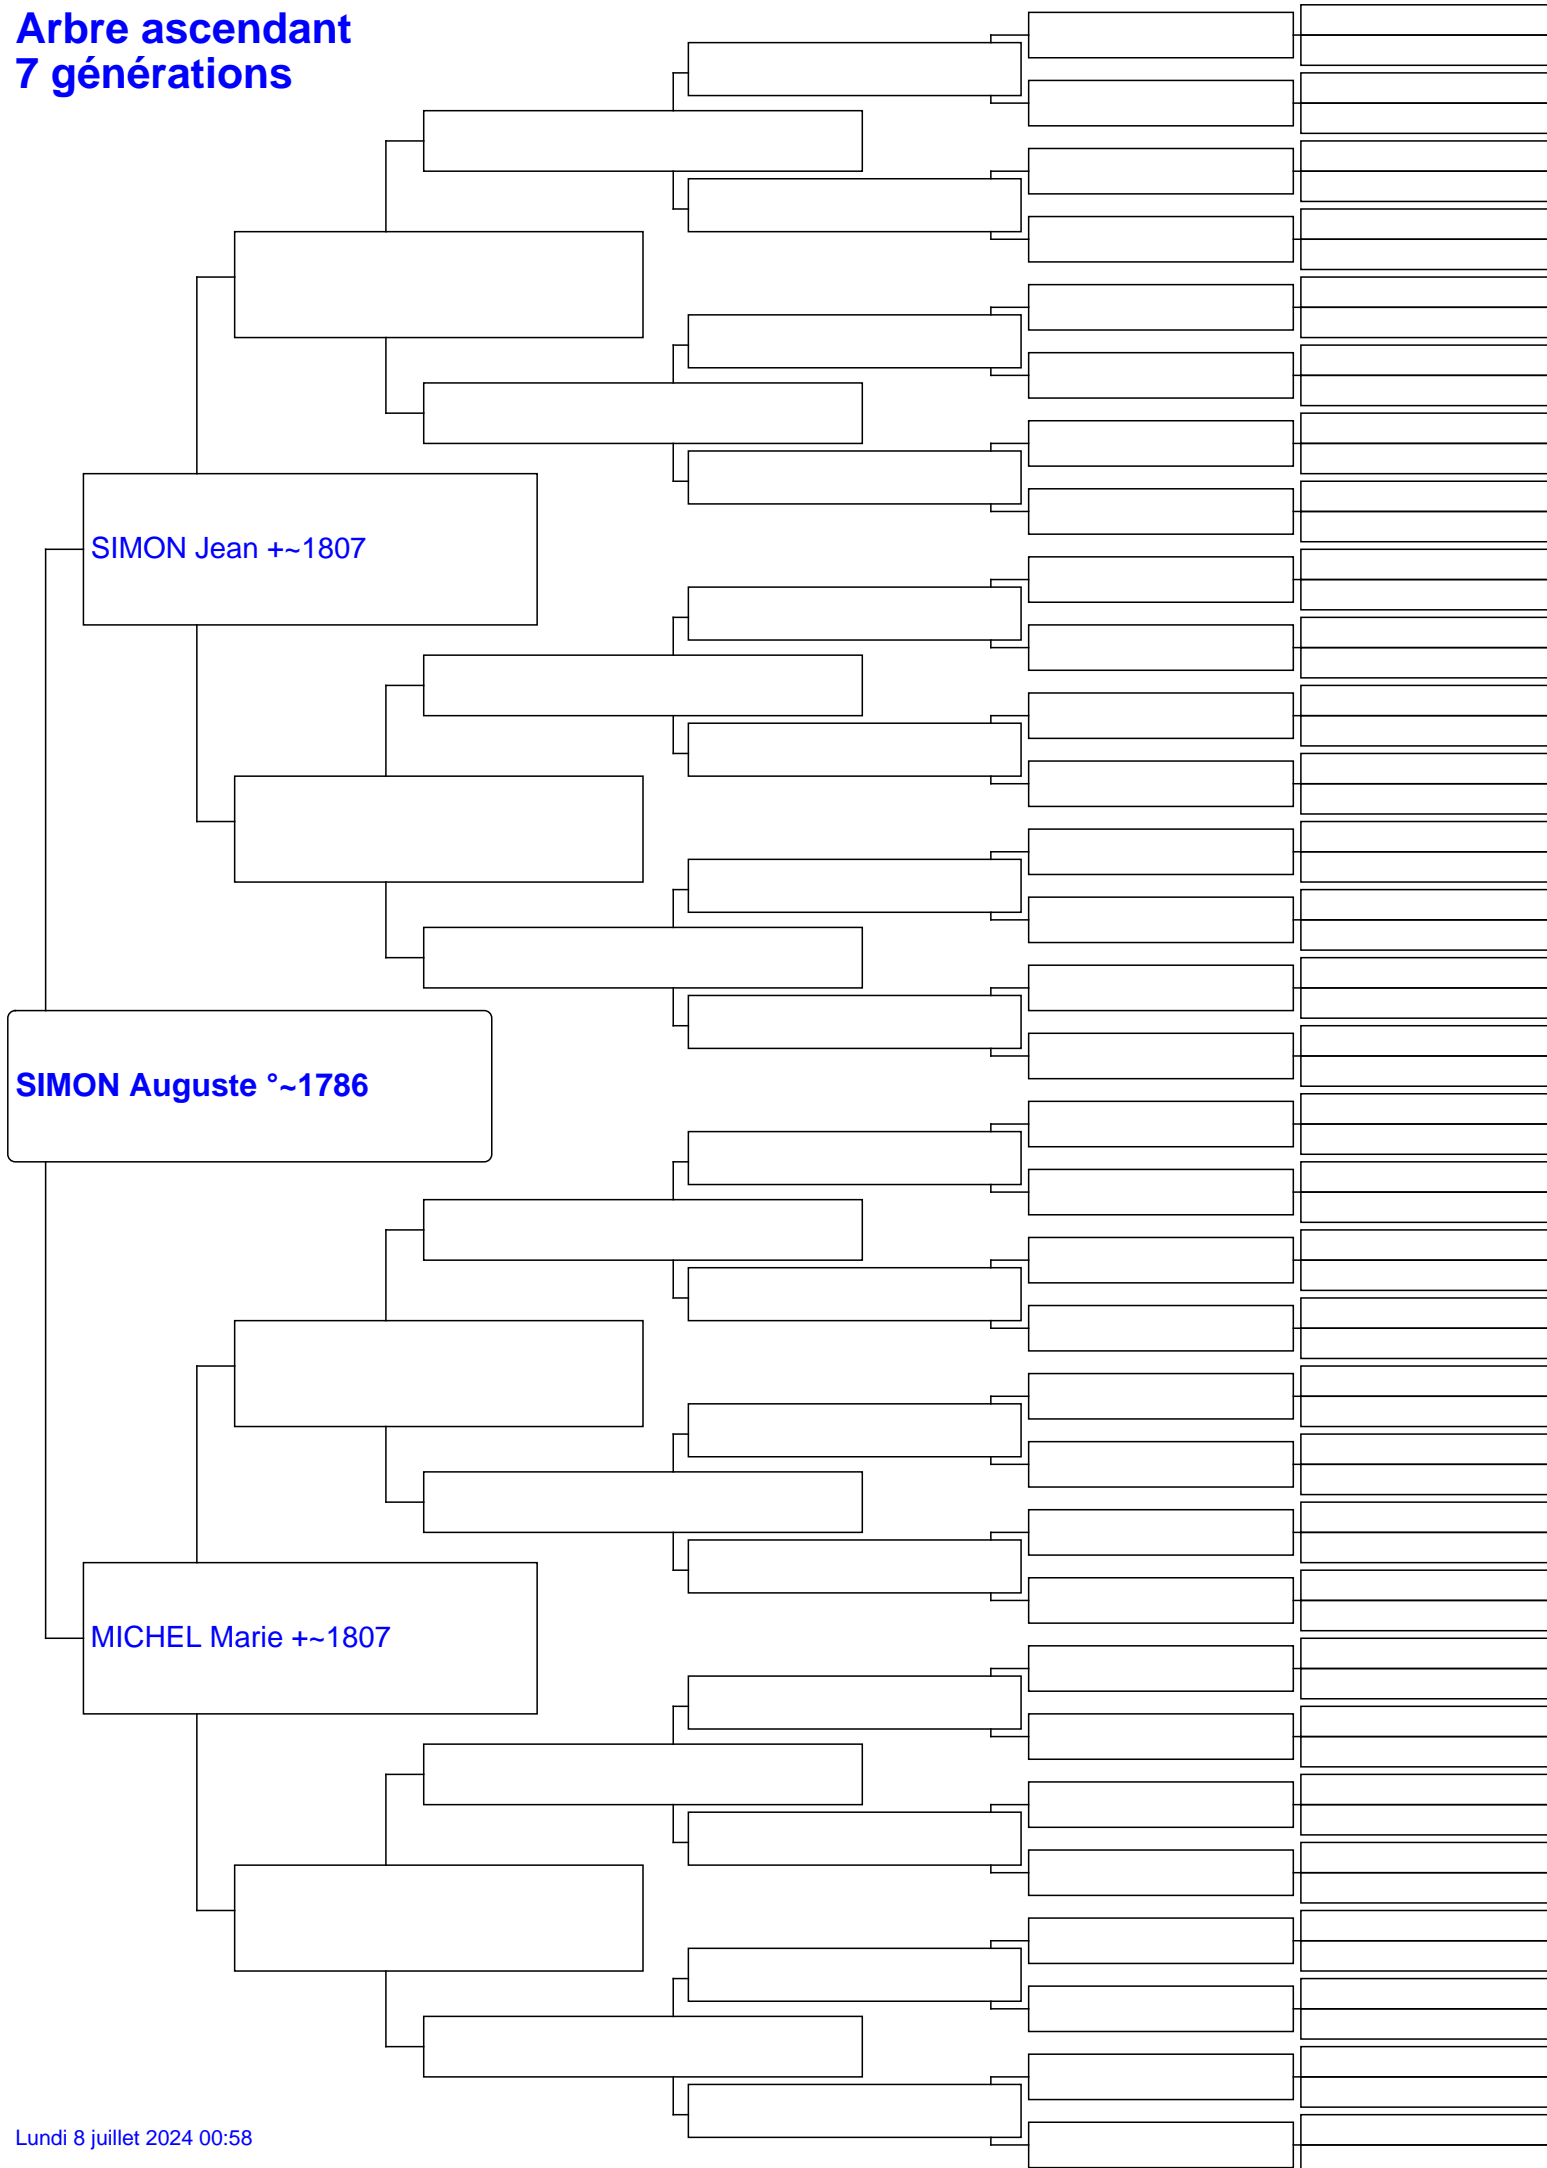 Arbre ascendant
7 générations
SIMON Jean +~1807
SIMON Auguste °~1786
MICHEL Marie +~1807
Lundi 8 juillet 2024 00:58